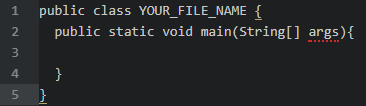 1 public class YOUR_FILE_NAME {
2 public static void main(String[] args){
3
4 }
5 }